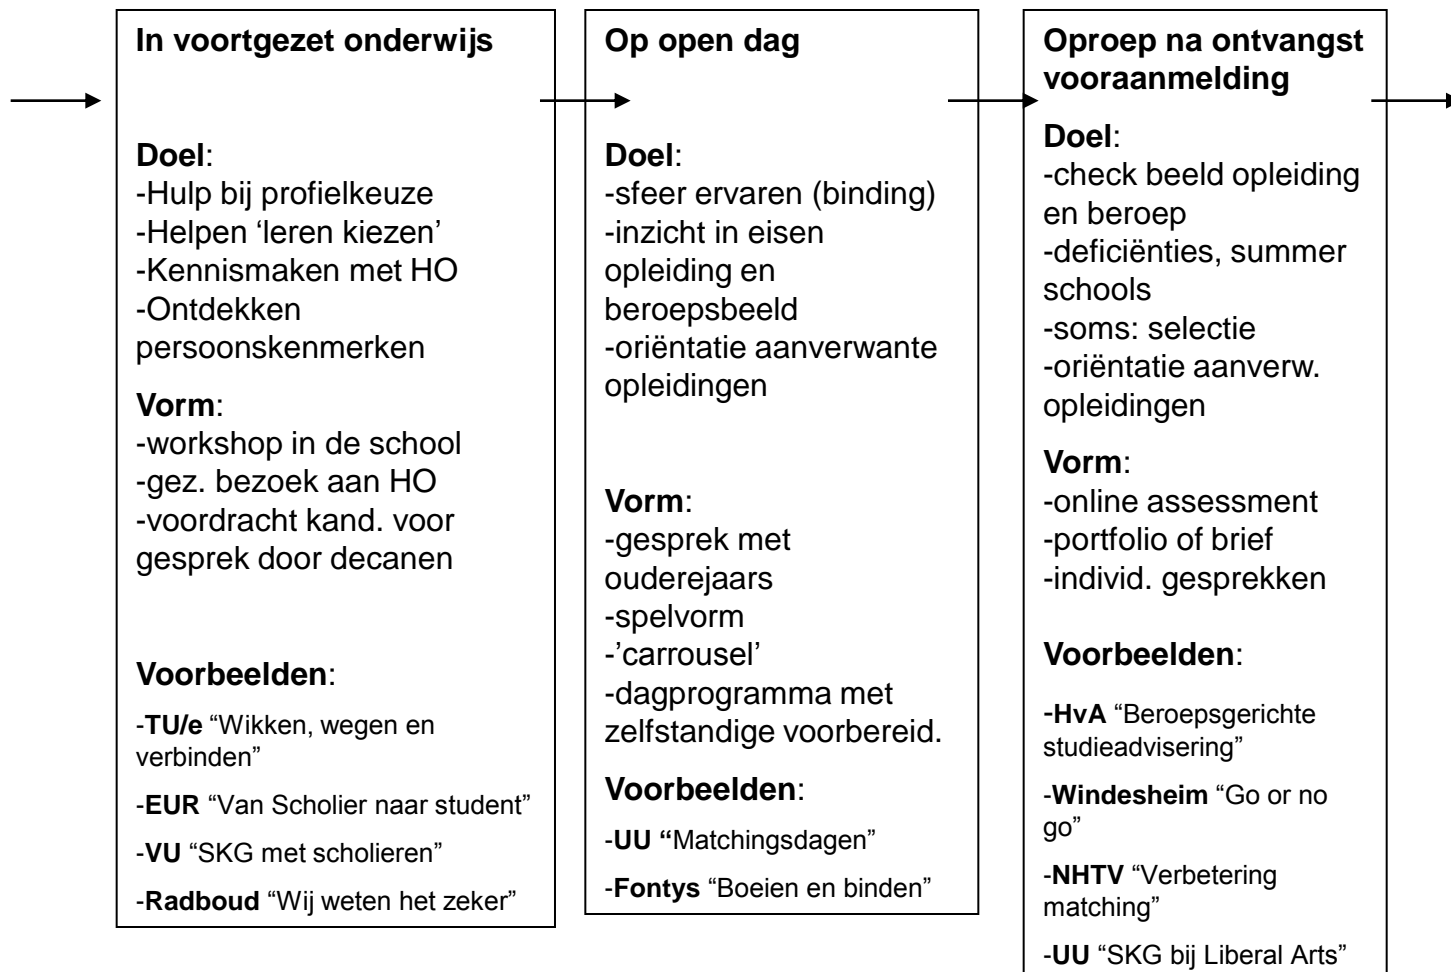 In voortgezet onderwijs
Doel:
-Hulp bij profielkeuze
-Helpen ‘leren kiezen’
-Kennismaken met HO
-Ontdekken
persoonskenmerken
Vorm:
-workshop in de school
-gez. bezoek aan HO
-voordracht kand. voor
gesprek door decanen
Voorbeelden:
-TU/e “Wikken, wegen en
verbinden”
-EUR “Van Scholier naar student”
-VU “SKG met scholieren”
-Radboud “Wij weten het zeker”
Op open dag
Doel:
-sfeer ervaren (binding)
-inzicht in eisen
opleiding en
beroepsbeeld
-oriëntatie aanverwante
opleidingen
Vorm:
-gesprek met
ouderejaars
-spelvorm
-’carrousel’
-dagprogramma met
zelfstandige voorbereid.
Voorbeelden:
-UU “Matchingsdagen”
-Fontys “Boeien en binden”
Oproep na ontvangst
vooraanmelding
Doel:
-check beeld opleiding
en beroep
-deficiënties, summer
schools
-soms: selectie
-oriëntatie aanverw.
opleidingen
Vorm:
-online assessment
-portfolio of brief
-individ. gesprekken
Voorbeelden:
-HvA “Beroepsgerichte
studieadvisering”
-Windesheim “Go or no
go”
-NHTV “Verbetering
matching”
-UU “SKG bij Liberal Arts”